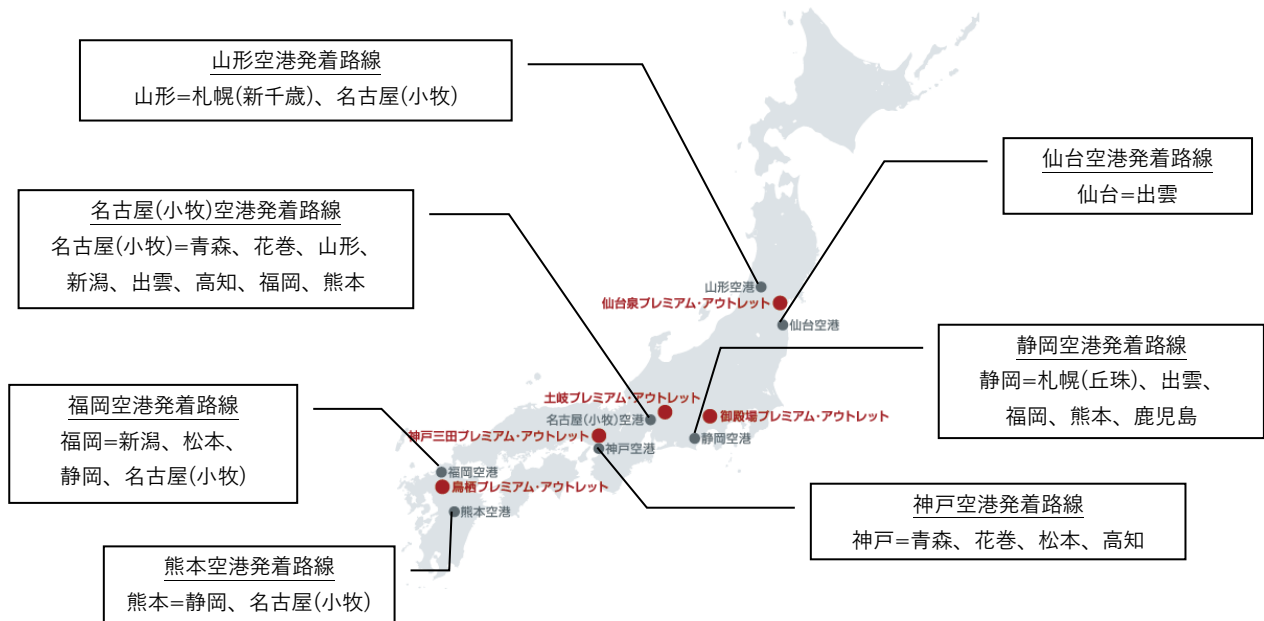 山形空港発着路線
山形=札幌(新千歳)、名古屋(小牧)
仙台空港発着路線
仙台=出雲
名古屋(小牧)空港発着路線
名古屋(小牧)=青森、花巻、山形、
新潟、出雲、高知、福岡、熊本
山形空港
仙台泉プレミアム・アウトレット
仙台空港
静岡空港発着路線
静岡=札幌(丘珠)、出雲、
福岡、熊本、鹿児島
福岡空港発着路線
福岡=新潟、松本、
静岡、名古屋(小牧)
土岐プレミアム・アウトレット
名古屋(小牧)空港
御殿場プレミアム・アウトレット
神戸三田プレミアム・アウトレット
静岡空港
神戸空港
福岡空港
鳥栖プレミアム・アウトレット
熊本空港
神戸空港発着路線
神戸=青森、花巻、松本、高知
熊本空港発着路線
熊本=静岡、名古屋(小牧)